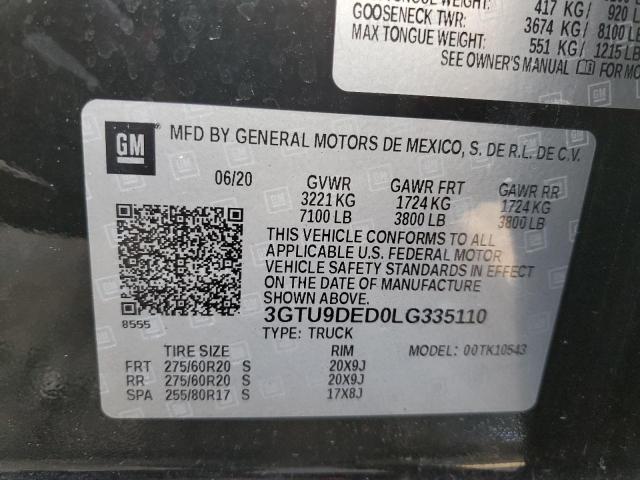 417 KG/ 920 L
GOOSENECK TWR: 3674 KG/ 8100 LB
MAX TONGUE WEIGHT: 551 KG/ 1215 LB
SEE OWNER'S MANUAL FOR MO
GM
MFD BY GENERAL MOTORS DE MEXICO, S. DE R.L. DE C.V.
06/20 GVWR GAWR FRT GAWR RR
3221 KG 1724 KG 1724 KG
7100 LB 3800 LB 3800 LB
THIS VEHICLE CONFORMS TO ALL
APPLICABLE U.S. FEDERAL MOTOR
VEHICLE SAFETY STANDARDS IN EFFECT
ON THE DATE OF MANUFACTURE
SHOWN ABOVE.
8555 3GTU9DED0LG335110
TYPE: TRUCK
TIRE SIZE RIM MODEL: 00TK10543
FRT 275/60R20 S 20X9J
RR 275/60R20 S 20X9J
SPA 255/80R17 S 17X8J